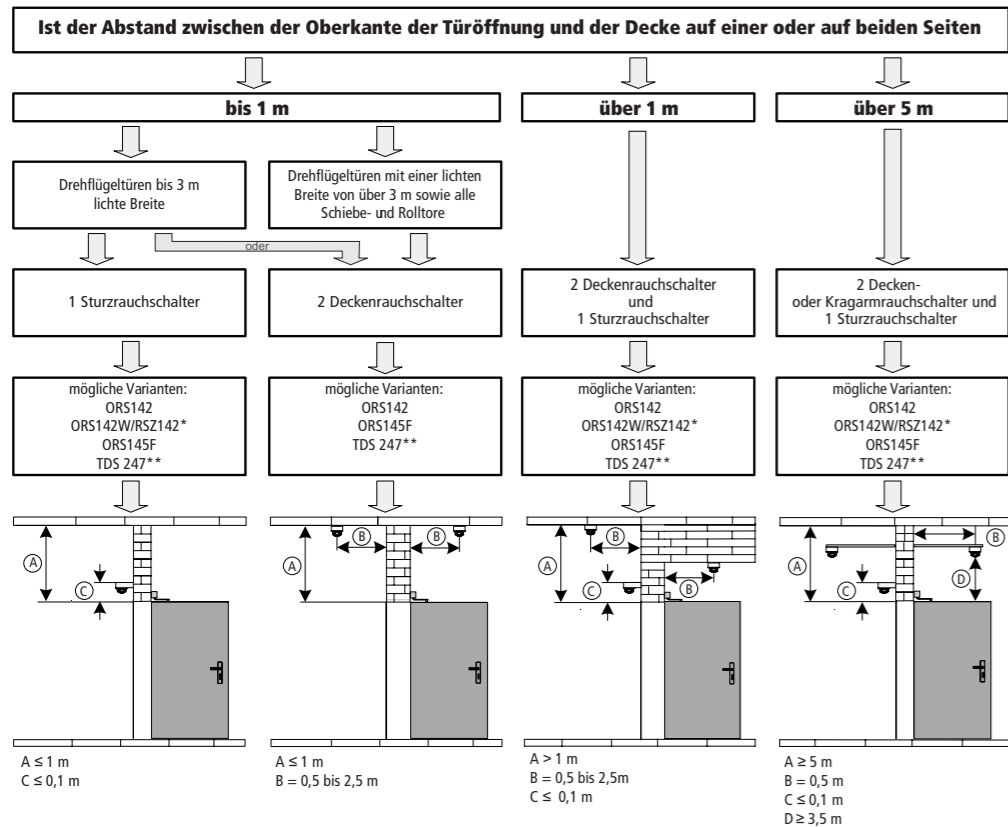 Ist der Abstand zwischen der Oberkante der Türöffnung und der Decke auf einer oder auf beiden Seiten
bis 1 m
über 1 m
über 5 m
Drehflügeltüren bis 3 m
lichte Breite
Drehflügeltüren mit einer lichten
Breite von über 3 m sowie alle
Schiebe- und Rolltore
oder
1 Sturzrauchschalter
2 Deckenrauchschalter
2 Deckenrauchschalter
und
1 Sturzrauchschalter
2 Decken-
oder Kragarmrauchschalter und
1 Sturzrauchschalter
mögliche Varianten:
ORS142
ORS142W/RSZ142*
ORS145F
TDS 247**
mögliche Varianten:
ORS142
ORS145F
TDS 247**
mögliche Varianten:
ORS142
ORS142W/RSZ142*
ORS145F
TDS 247**
mögliche Varianten:
ORS142
ORS142W/RSZ142*
ORS145F
TDS 247**
A
C
A
B
B
A
B
C
B
A
B
C
D
A ≤ 1 m
C ≤ 0,1 m
A ≤ 1 m
B = 0,5 bis 2,5 m
A > 1 m
B = 0,5 bis 2,5m
C ≤ 0,1 m
A ≥ 5 m
B = 0,5 m
C ≤ 0,1 m
D ≥ 3,5 m